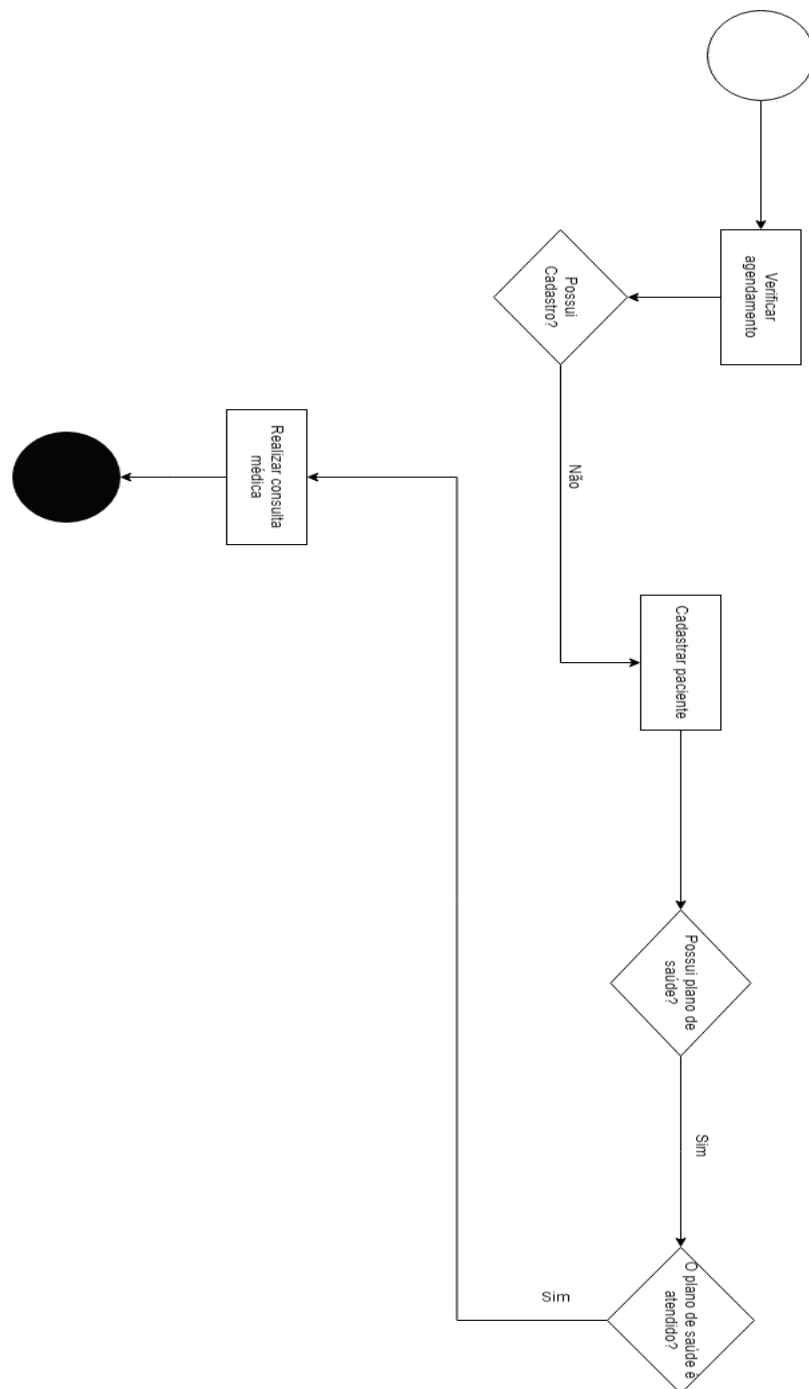 Verificar
agendamento
Possui
Cadastro?
Não
Cadastrar paciente
Possui plano de
saúde?
Sim
O plano de saúde é
atendido?
Sim
Realizar consulta
médica